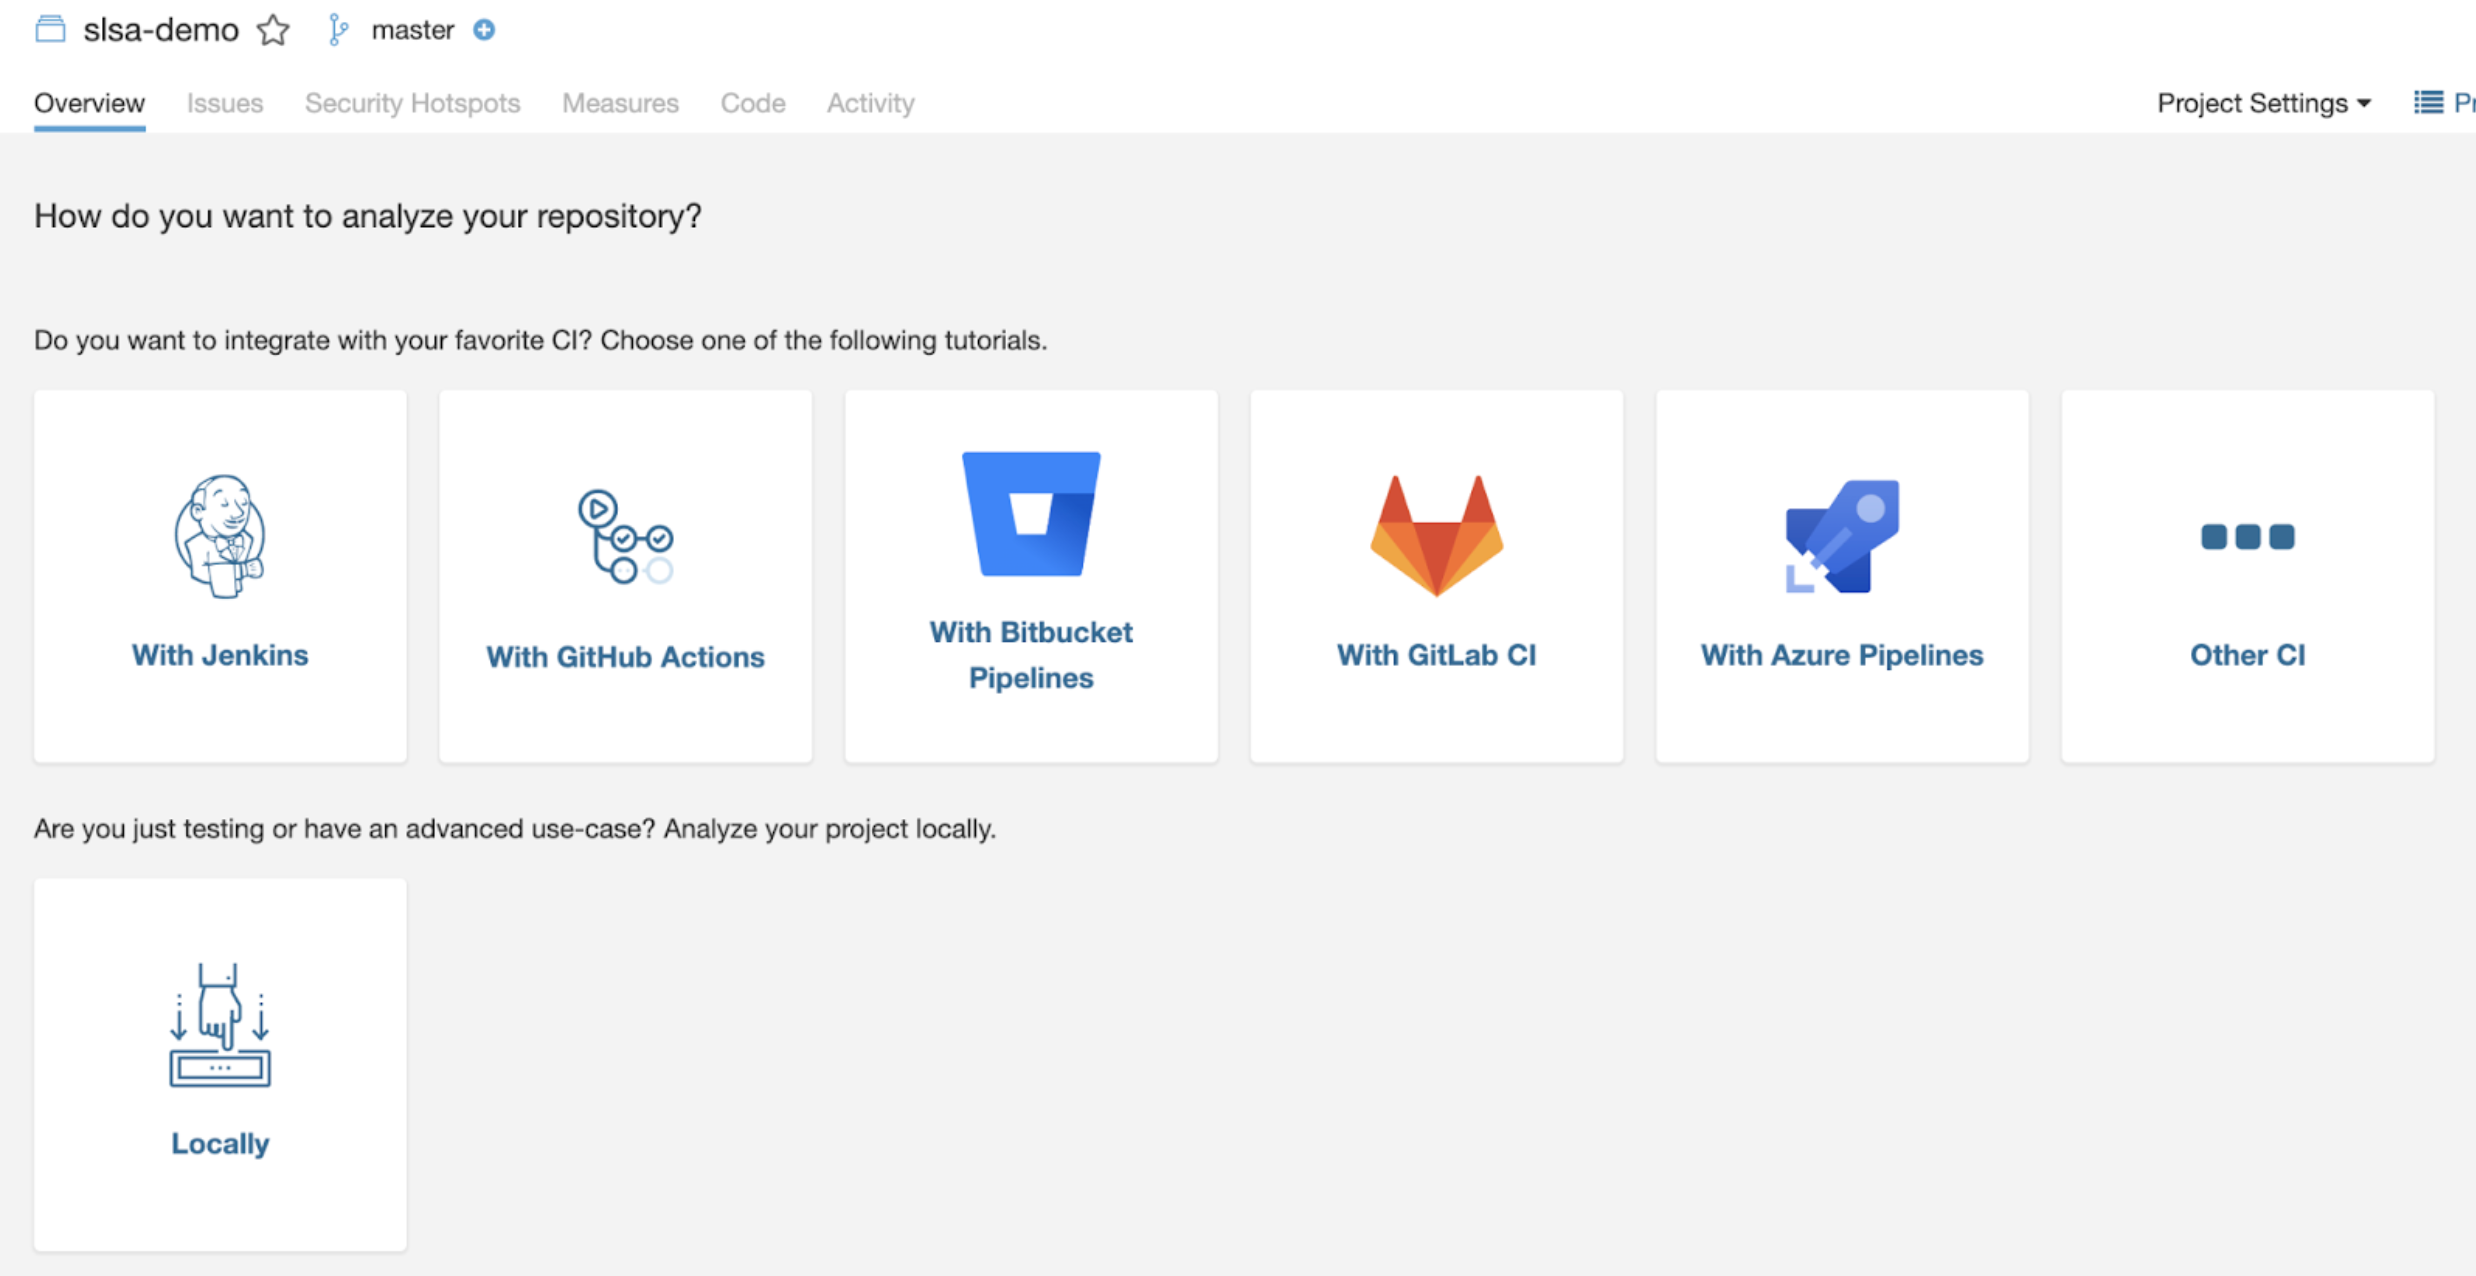 slsa-demo master
Overview Issues Security Hotspots Measures Code Activity Project Settings
How do you want to analyze your repository?
Do you want to integrate with your favorite CI? Choose one of the following tutorials.
With Jenkins
With GitHub Actions
With Bitbucket
Pipelines
With GitLab CI
With Azure Pipelines
Other CI
Are you just testing or have an advanced use-case? Analyze your project locally.
Locally